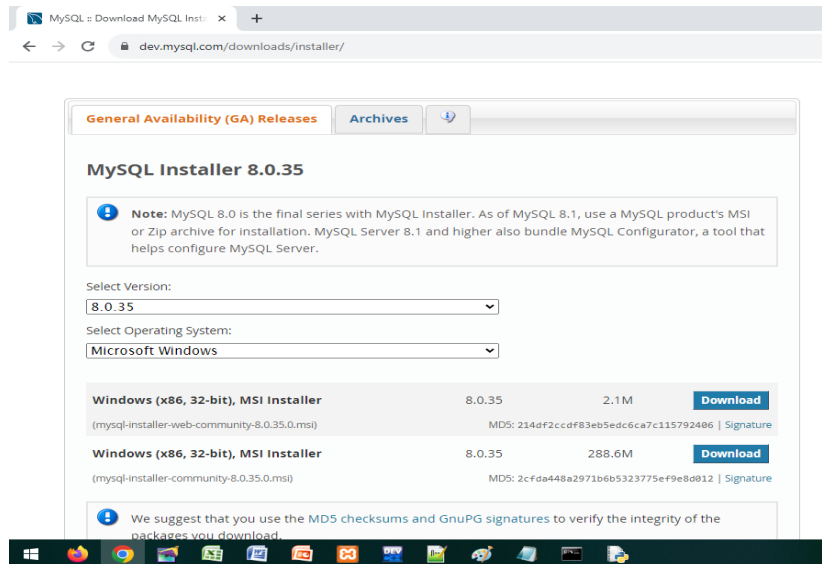 MySQL :: Download MySQL Inst
dev.mysql.com/downloads/installer/
General Availability (GA) Releases
Archives
MySQL Installer 8.0.35
Note: MySQL 8.0 is the final series with MySQL Installer. As of MySQL 8.1, use a MySQL product's MSI
or Zip archive for installation. MySQL Server 8.1 and higher also bundle MySQL Configurator, a tool that
helps configure MySQL Server.
Select Version:
8.0.35
Select Operating System:
Microsoft Windows
Windows (x86, 32-bit), MSI Installer 8.0.35 2.1M Download
(mysql-installer-web-community-8.0.35.0.msi) MD5: 214df2ccdf83eb5edc6ca7c115792406 | Signature
Windows (x86, 32-bit), MSI Installer 8.0.35 288.6M Download
(mysql-installer-community-8.0.35.0.msi) MD5: 2cfda448a2971b6b5323775ef9e8d012 | Signature
We suggest that you use the MD5 checksums and GnuPG signatures to verify the integrity of the
packages you download.
DEV